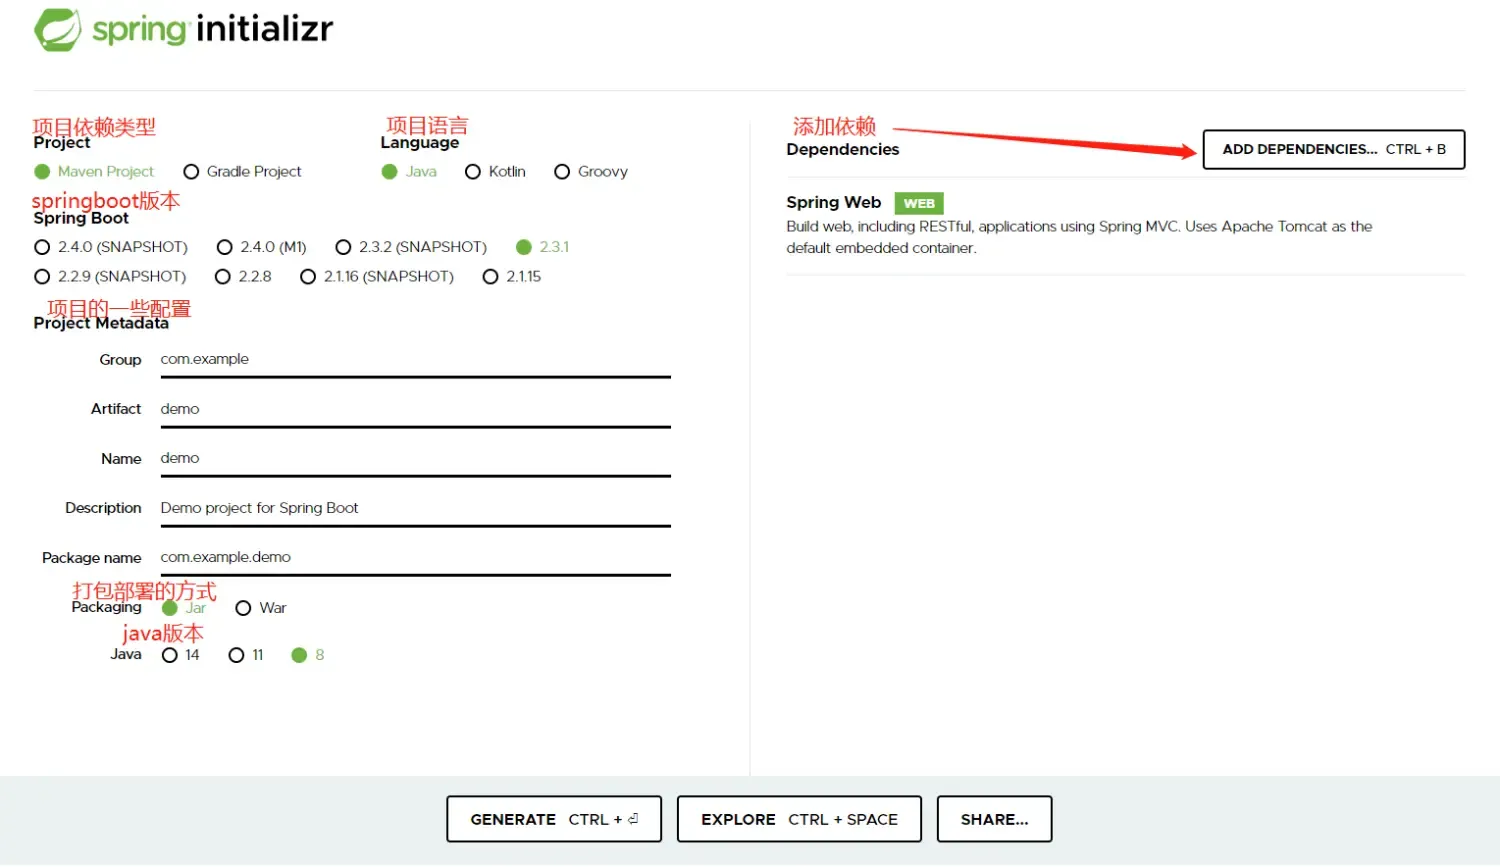 spring initializr
项目依赖类型
Project
Maven Project Gradle Project
项目语言
Language
Java Kotlin Groovy
springboot版本
Spring Boot
2.4.0 (SNAPSHOT) 2.4.0 (M1) 2.3.2 (SNAPSHOT) 2.3.1
2.2.9 (SNAPSHOT) 2.2.8 2.1.16 (SNAPSHOT) 2.1.15
项目的一些配置
Project Metadata
Group com.example
Artifact demo
Name demo
Description Demo project for Spring Boot
Package name com.example.demo
打包部署的方式
Packaging Jar War
java版本
Java 14 11 8
添加依赖
Dependencies
ADD DEPENDENCIES... CTRL + B
Spring Web WEB
Build web, including RESTful, applications using Spring MVC. Uses Apache Tomcat as the
default embedded container.
GENERATE CTRL + ⏎
EXPLORE CTRL + SPACE
SHARE...